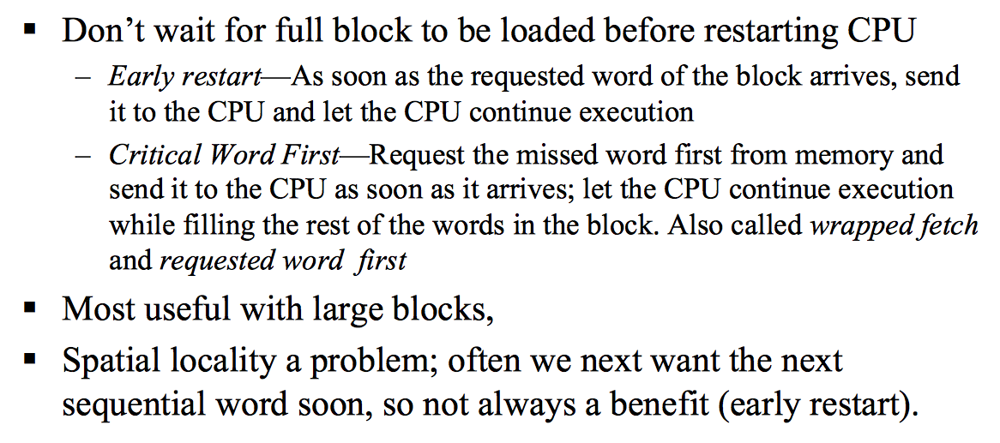 ▪ Don’t wait for full block to be loaded before restarting CPU
– Early restart—As soon as the requested word of the block arrives, send
it to the CPU and let the CPU continue execution
– Critical Word First—Request the missed word first from memory and
send it to the CPU as soon as it arrives; let the CPU continue execution
while filling the rest of the words in the block. Also called wrapped fetch
and requested word first
▪ Most useful with large blocks,
▪ Spatial locality a problem; often we next want the next
sequential word soon, so not always a benefit (early restart).